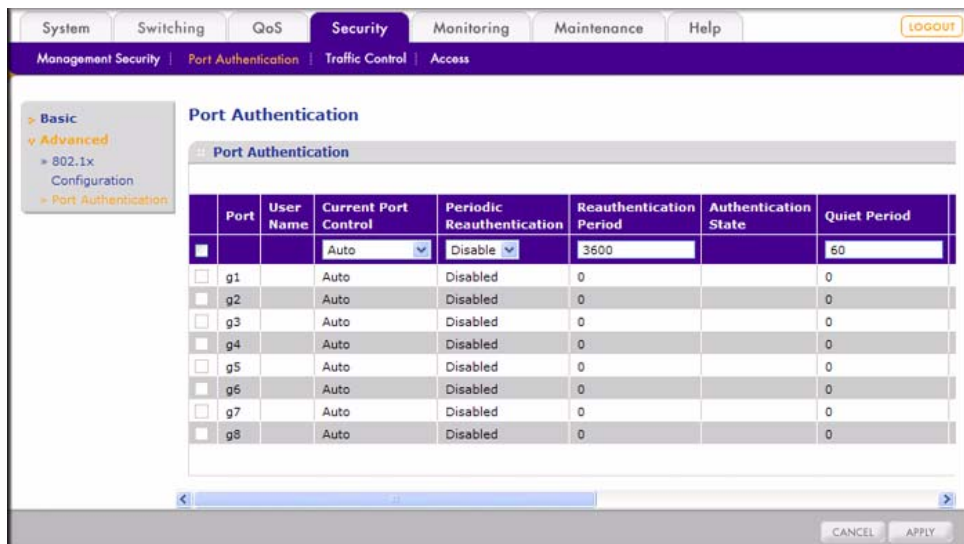 System Switching QoS Security Monitoring Maintenance Help LOGOUT
Management Security Port Authentication Traffic Control Access
Basic
Advanced
802.1x
Configuration
Port Authentication
Port Authentication
Port Authentication
Port User Name Current Port Control Periodic Reauthentication Reauthentication Period Authentication State Quiet Period
Auto Disable 3600 60
g1 Auto Disabled 0 0
g2 Auto Disabled 0 0
g3 Auto Disabled 0 0
g4 Auto Disabled 0 0
g5 Auto Disabled 0 0
g6 Auto Disabled 0 0
g7 Auto Disabled 0 0
g8 Auto Disabled 0 0
CANCEL APPLY